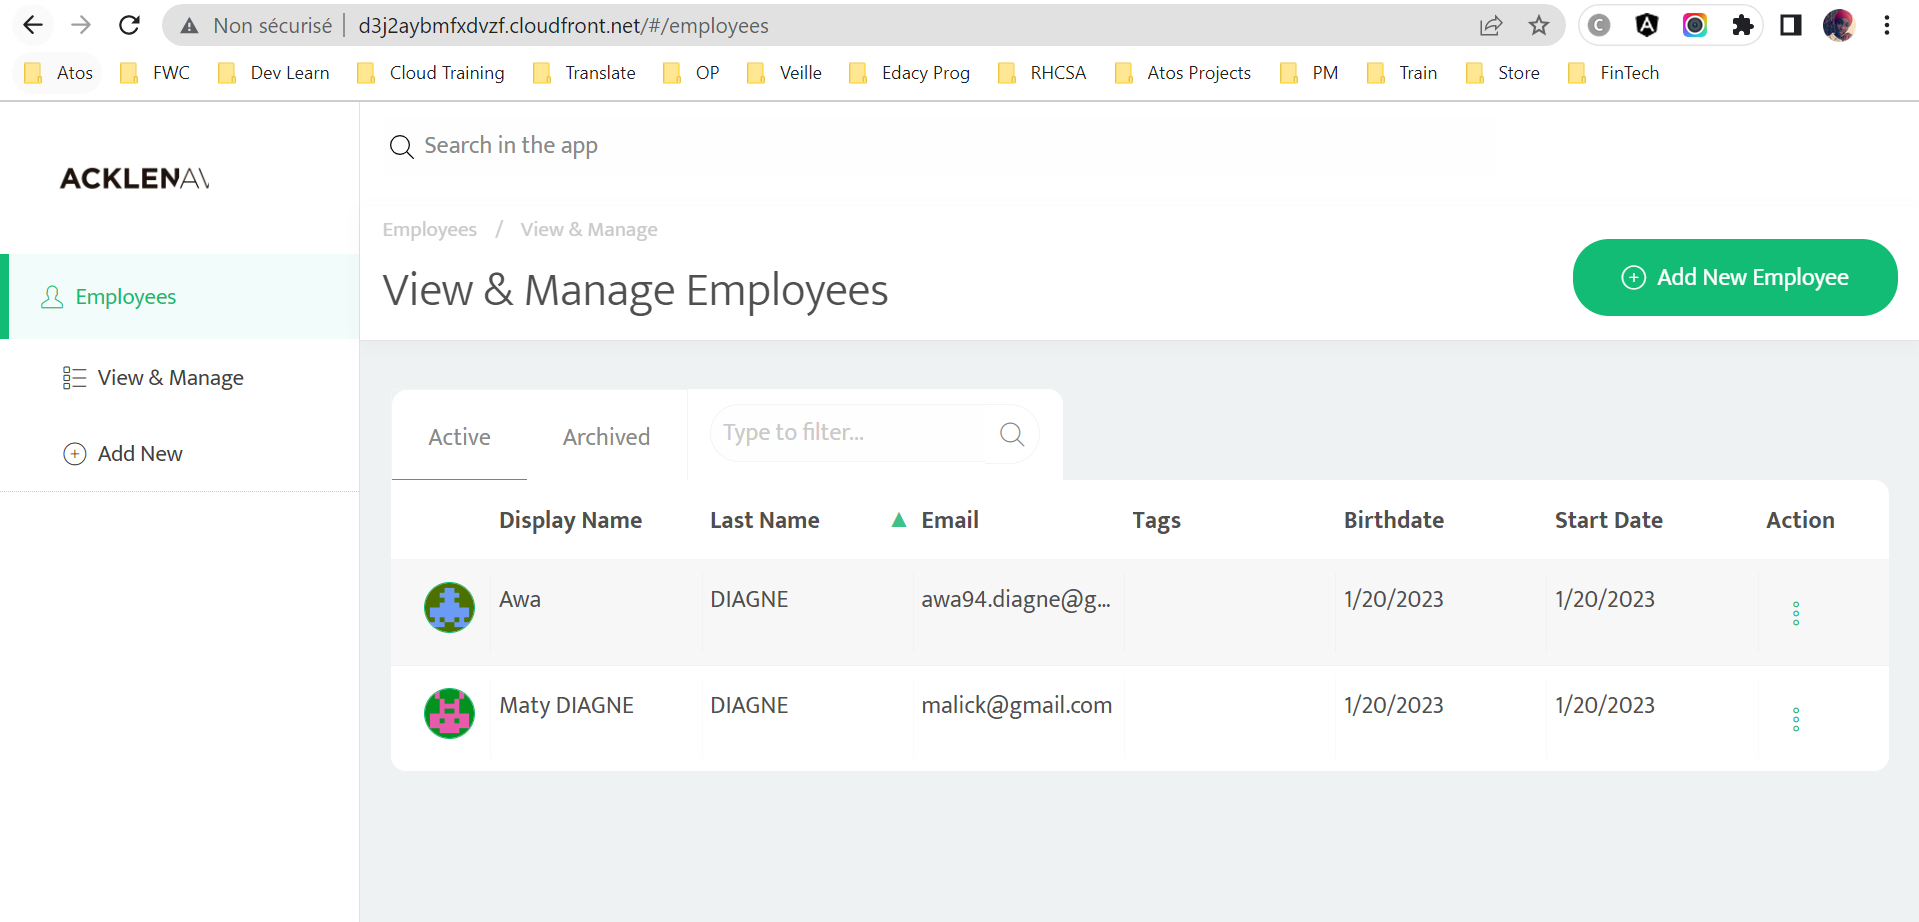 Non sécurisé d3j2aybmfxdvzf.cloudfront.net/#/employees
Atos FWC Dev Learn Cloud Training Translate OP Veille Edacy Prog RHCSA Atos Projects PM Train Store FinTech
ACKLENAV
Search in the app
Employees / View & Manage
View & Manage Employees
Add New Employee
Employees
View & Manage
Add New
Active Archived Type to filter...
Display Name Last Name ▲ Email Tags Birthdate Start Date Action
Awa DIAGNE awa94.diagne@g... 1/20/2023 1/20/2023
Maty DIAGNE DIAGNE malick@gmail.com 1/20/2023 1/20/2023